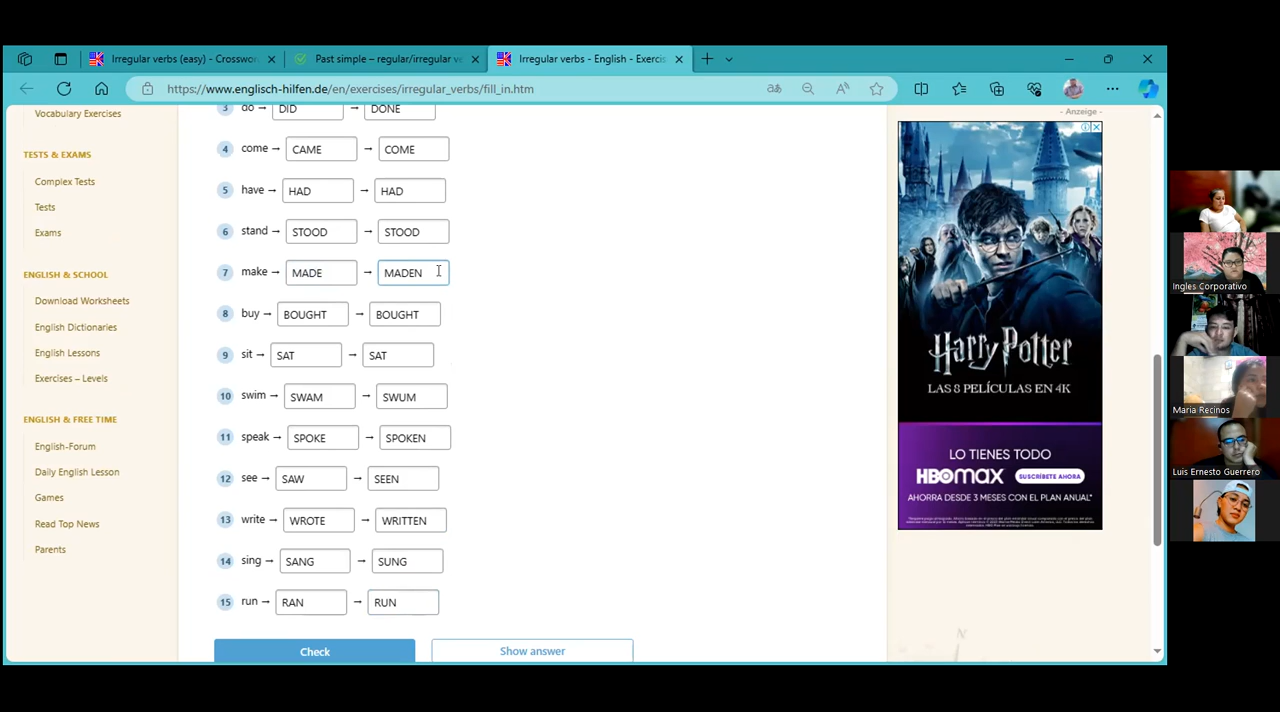 Irregular verbs (easy) - Crosswor
Past simple – regular/irregular v
Irregular verbs - English - Exercis
https://www.englisch-hilfen.de/en/exercises/irregular_verbs/fill_in.htm
Vocabulary Exercises
TESTS & EXAMS
Complex Tests
Tests
Exams
ENGLISH & SCHOOL
Download Worksheets
English Dictionaries
English Lessons
Exercises – Levels
ENGLISH & FREE TIME
English-Forum
Daily English Lesson
Games
Read Top News
Parents
3 do → DID → DONE
4 come → CAME → COME
5 have → HAD → HAD
6 stand → STOOD → STOOD
7 make → MADE → MADEN
8 buy → BOUGHT → BOUGHT
9 sit → SAT → SAT
10 swim → SWAM → SWUM
11 speak → SPOKE → SPOKEN
12 see → SAW → SEEN
13 write → WROTE → WRITTEN
14 sing → SANG → SUNG
15 run → RAN → RUN
Check
Show answer
- Anzeige -
Harry Potter
LAS 8 PELÍCULAS EN 4K
LO TIENES TODO
HBOMAX SUSCRÍBETE AHORA
AHORRA DESDE 3 MESES CON EL PLAN ANUAL*
Ingles Corporativo
Maria Recinos
Luis Ernesto Guerrero